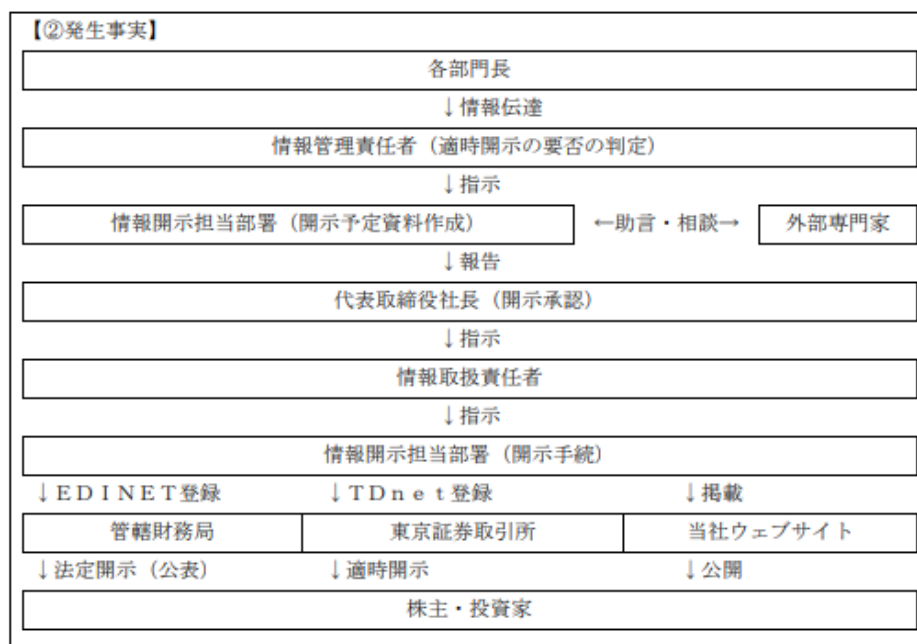 【②発生事実】
各部門長
↓情報伝達
情報管理責任者（適時開示の要否の判定）
↓指示
情報開示担当部署（開示予定資料作成） ←助言・相談→ 外部専門家
↓報告
代表取締役社長（開示承認）
↓指示
情報取扱責任者
↓指示
情報開示担当部署（開示手続）
↓ＥＤＩＮＥＴ登録 ↓ＴＤｎｅｔ登録 ↓掲載
管轄財務局 東京証券取引所 当社ウェブサイト
↓法定開示（公表） ↓適時開示 ↓公開
株主・投資家